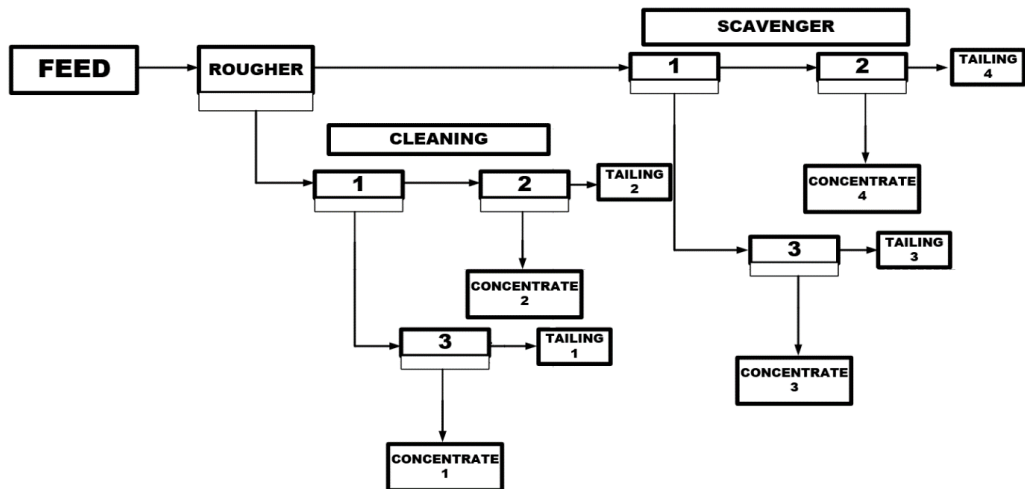 SCAVENGER
FEED
ROUGHER
1
2
TAILING
4
CLEANING
1
2
TAILING
2
CONCENTRATE
4
3
TAILING
3
CONCENTRATE
2
3
TAILING
1
CONCENTRATE
3
CONCENTRATE
1